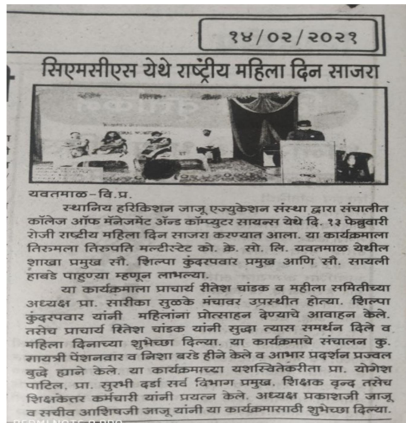 १४/०२/२०२१
सिएमसीएस येथे राष्ट्रीय महिला दिन साजरा
यवतमाळ-वि.प्र.
स्थानिय हरिकिशन जाजू एज्युकेशन संस्था द्वारा संचालीत
कॉलेज ऑफ मॅनेजमेंट ॲन्ड कॉम्प्युटर सायन्स येथे दि. १३ फेब्रुवारी
रोजी राष्ट्रीय महिला दिन साजरा करण्यात आला. या कार्यक्रमाला
तिरुमला तिरुपति मल्टीस्टेट को. क्रे. सो. लि. यवतमाळ येथील
शाखा प्रमुख सौ. शिल्पा कुंदरपवार प्रमुख आणि सौ. सायली
हांबडे पाहुण्या म्हणून लाभल्या.
या कार्यक्रमाला प्राचार्य रीतेश चांडक व महीला समितीच्या
अध्यक्ष प्रा. सारीका सुळके मंचावर उपस्थीत होत्या. शिल्पा
कुंदरपवार यांनी महिलांना प्रोत्साहन देण्याचे आवाहन केले.
तसेच प्राचार्य रितेश चांडक यांनी सुद्धा त्यास समर्थन दिले व
महिला दिनाच्या शुभेच्छा दिल्या. या कार्यक्रमाचे संचालन कु.
गायत्री पेंशनवार व निशा बरडे हीने केले व आभार प्रदर्शन प्रज्वल
बुद्धे ह्याने केले. या कार्यक्रमाच्या यशस्वितेकरीता प्रा. योगेश
पाटिल, प्रा. सुरभी दर्डा सर्व विभाग प्रमुख, शिक्षक वृन्द तसेच
शिक्षकेतर कर्मचारी यांनी प्रयत्न केले. अध्यक्ष प्रकाशजी जाजू
व सचीव आशिषजी जाजू यांनी या कार्यक्रमासाठी शुभेच्छा दिल्या.